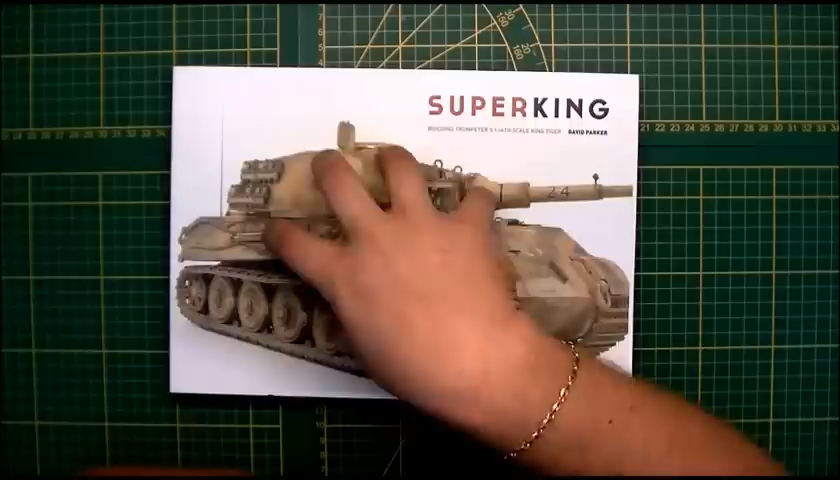 SUPERKING
BUILDING TRUMPETER'S 1:16TH SCALE KING TIGER DAVID PARKER
24